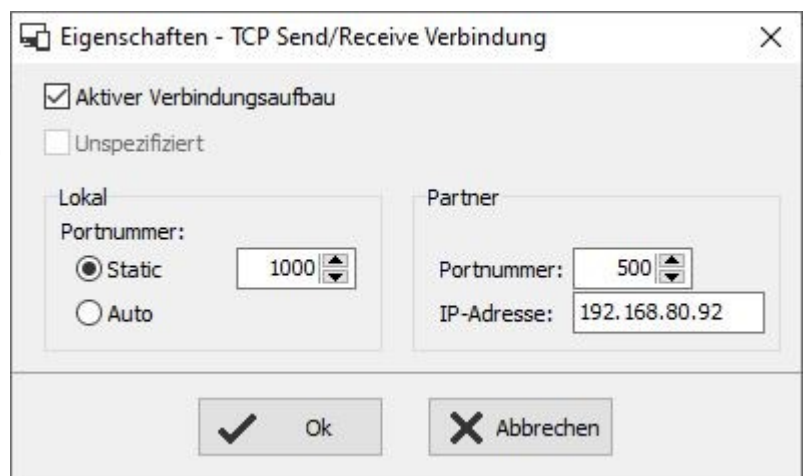 Eigenschaften - TCP Send/Receive Verbindung
Aktiver Verbindungsaufbau
Unspezifiziert
Lokal
Portnummer:
Static 1000
Auto
Partner
Portnummer: 500
IP-Adresse: 192.168.80.92
Ok
Abbrechen